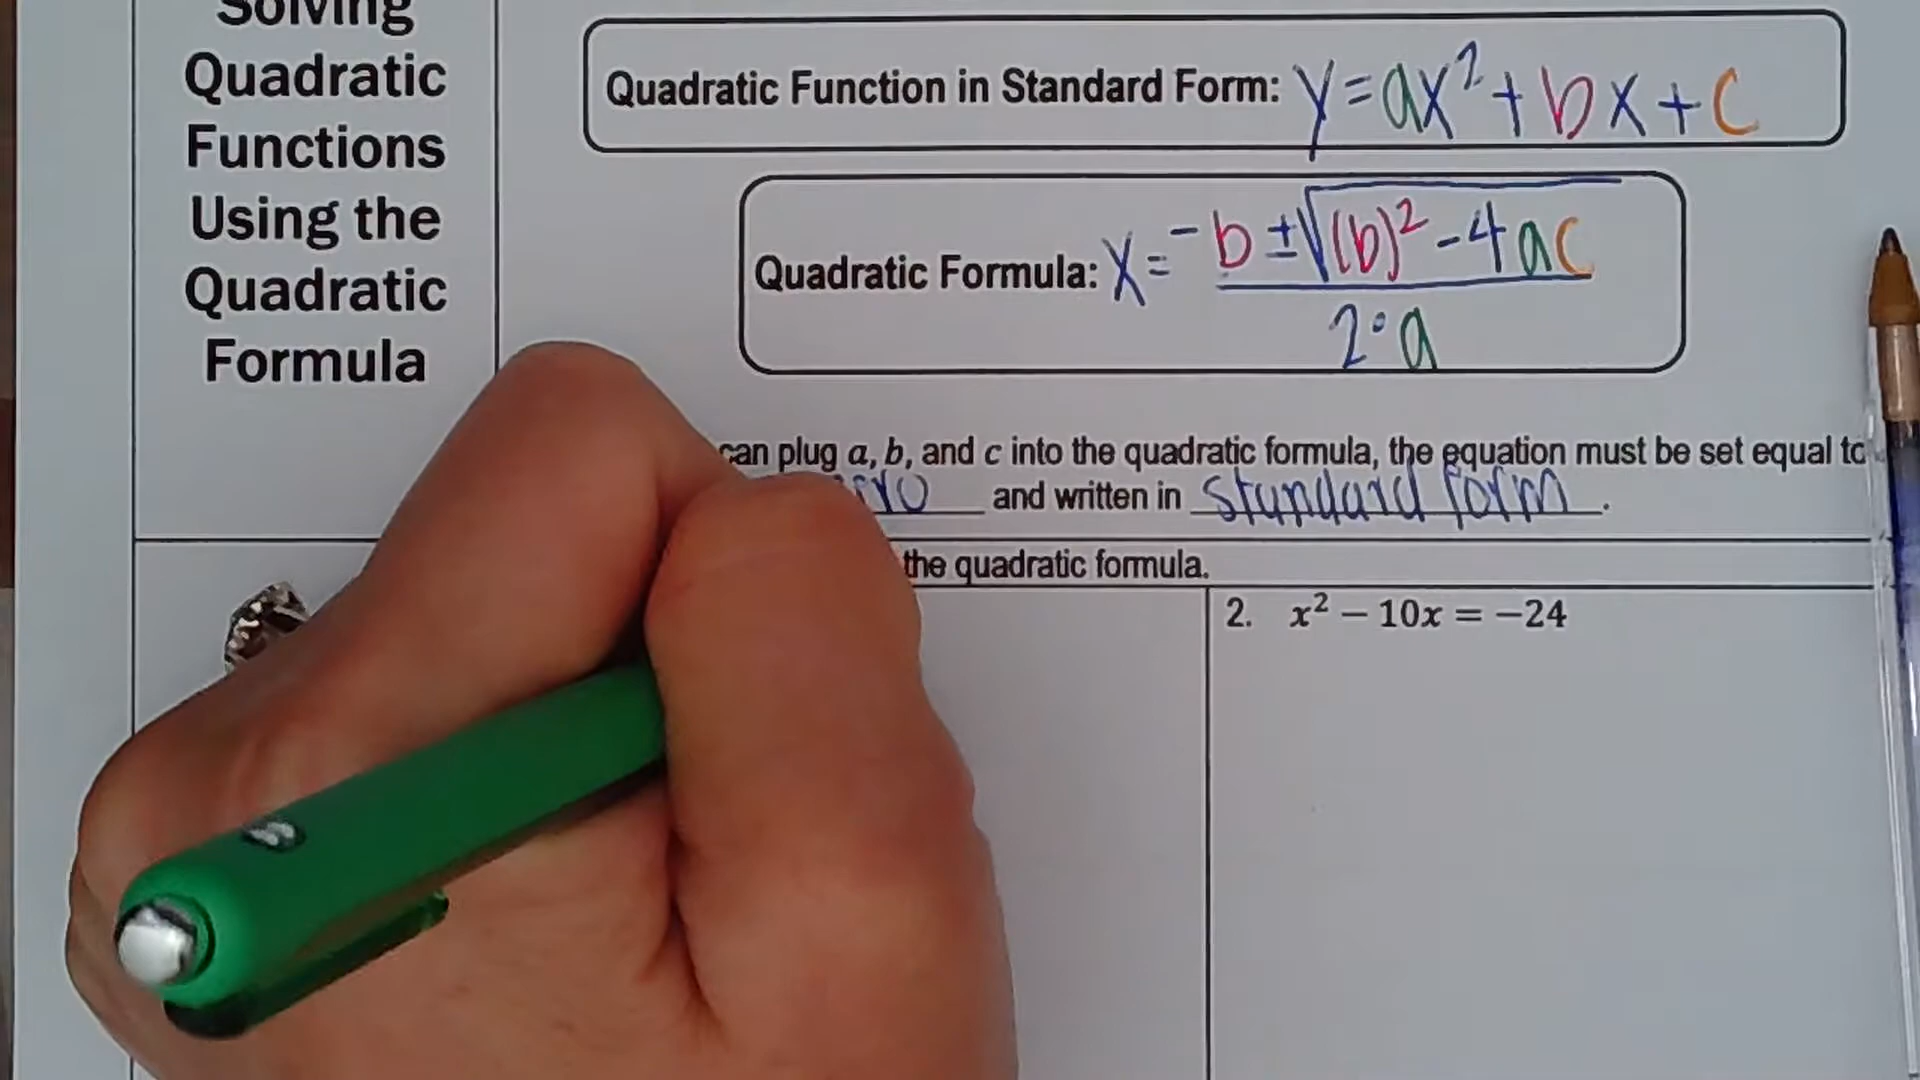 Solving
Quadratic
Functions
Using the
Quadratic
Formula
Quadratic Function in Standard Form: y=ax²+bx+c
Quadratic Formula: x = -b ± √(b)² -4ac
2•a
can plug a, b, and c into the quadratic formula, the equation must be set equal to
and written in standard form.
the quadratic formula.
2. x² – 10x = –24